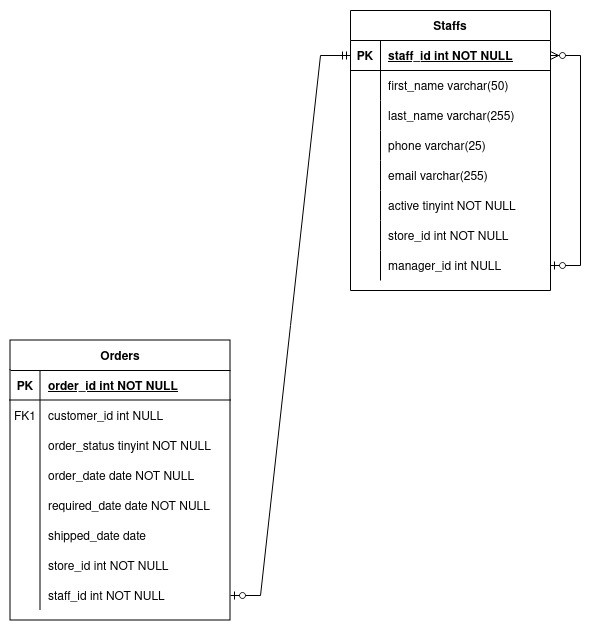 Staffs
PK staff_id int NOT NULL
first_name varchar(50)
last_name varchar(255)
phone varchar(25)
email varchar(255)
active tinyint NOT NULL
store_id int NOT NULL
manager_id int NULL
Orders
PK order_id int NOT NULL
FK1 customer_id int NULL
order_status tinyint NOT NULL
order_date date NOT NULL
required_date date NOT NULL
shipped_date date
store_id int NOT NULL
staff_id int NOT NULL